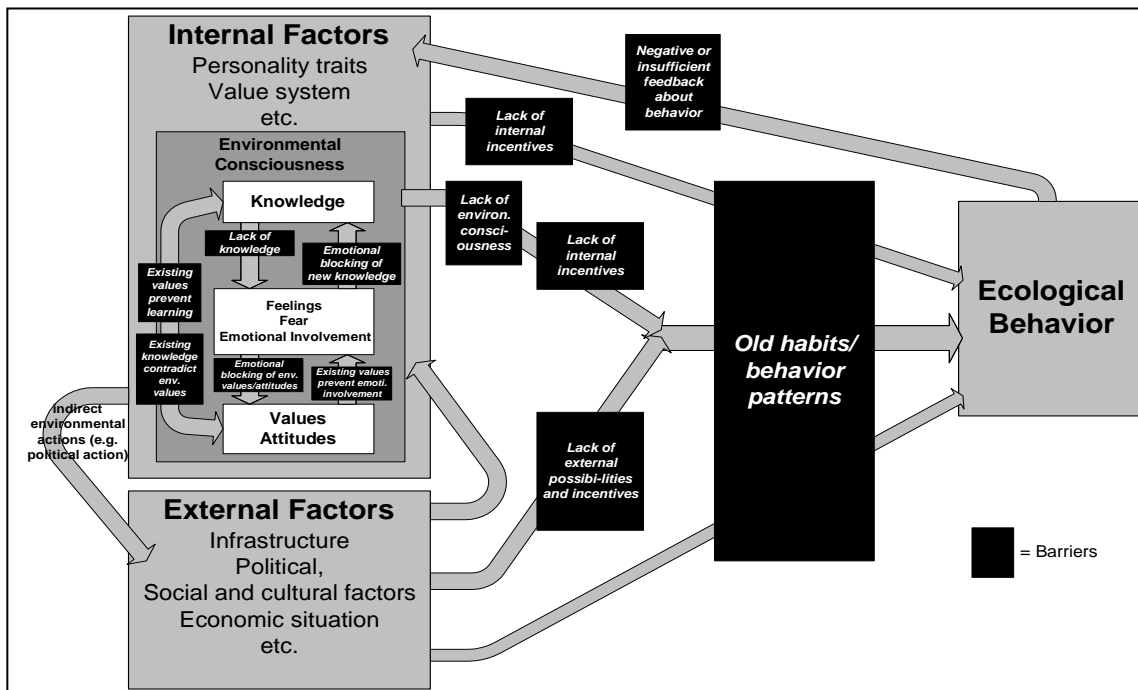 Internal Factors
Personality traits
Value system
etc.
Environmental
Consciousness
Knowledge
Lack of
knowledge
Emotional
blocking of
new knowledge
Existing
values
prevent
learning
Feelings
Fear
Emotional Involvement
Existing
knowledge
contradict
env.
values
Emotional
blocking of env.
values/attitudes
Existing values
prevent emoti.
involvement
Values
Attitudes
Indirect
environmental
actions (e.g.
political action)
External Factors
Infrastructure
Political,
Social and cultural factors
Economic situation
etc.
Negative or
insufficient
feedback
about
behavior
Lack of
internal
incentives
Lack of
environ.
consci-
ousness
Lack of
internal
incentives
Lack of
external
possibi-lities
and incentives
Old habits/
behavior
patterns
Ecological
Behavior
= Barriers